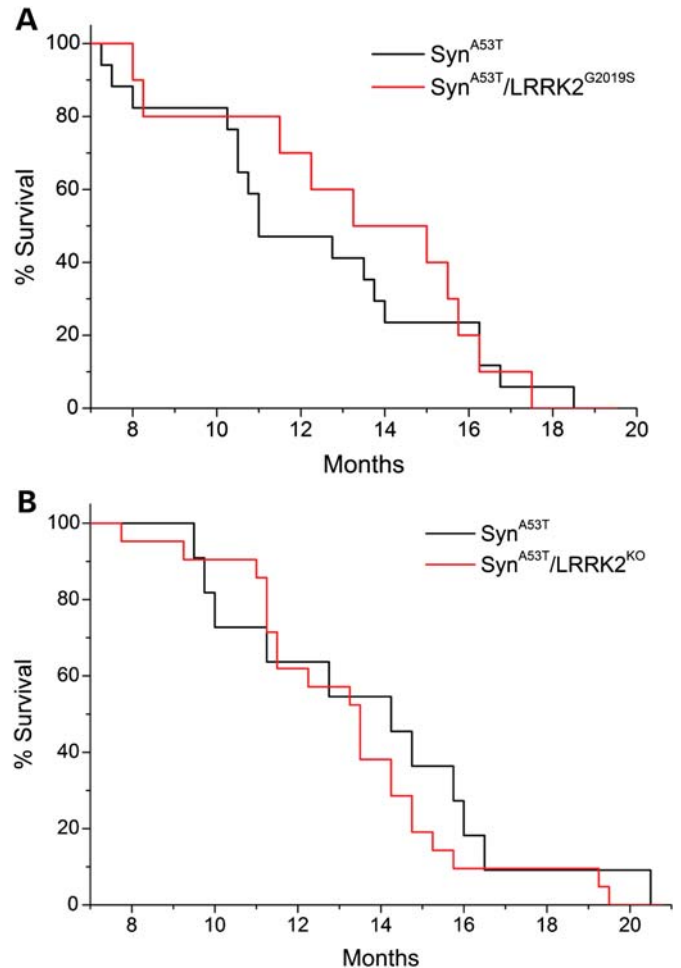 A
100
80
60
40
20
0
% Survival
Syn^A53T
Syn^A53T/LRRK2^G2019S
8 10 12 14 16 18 20
Months
B
100
80
60
40
20
0
% Survival
Syn^A53T
Syn^A53T/LRRK2^KO
8 10 12 14 16 18 20
Months